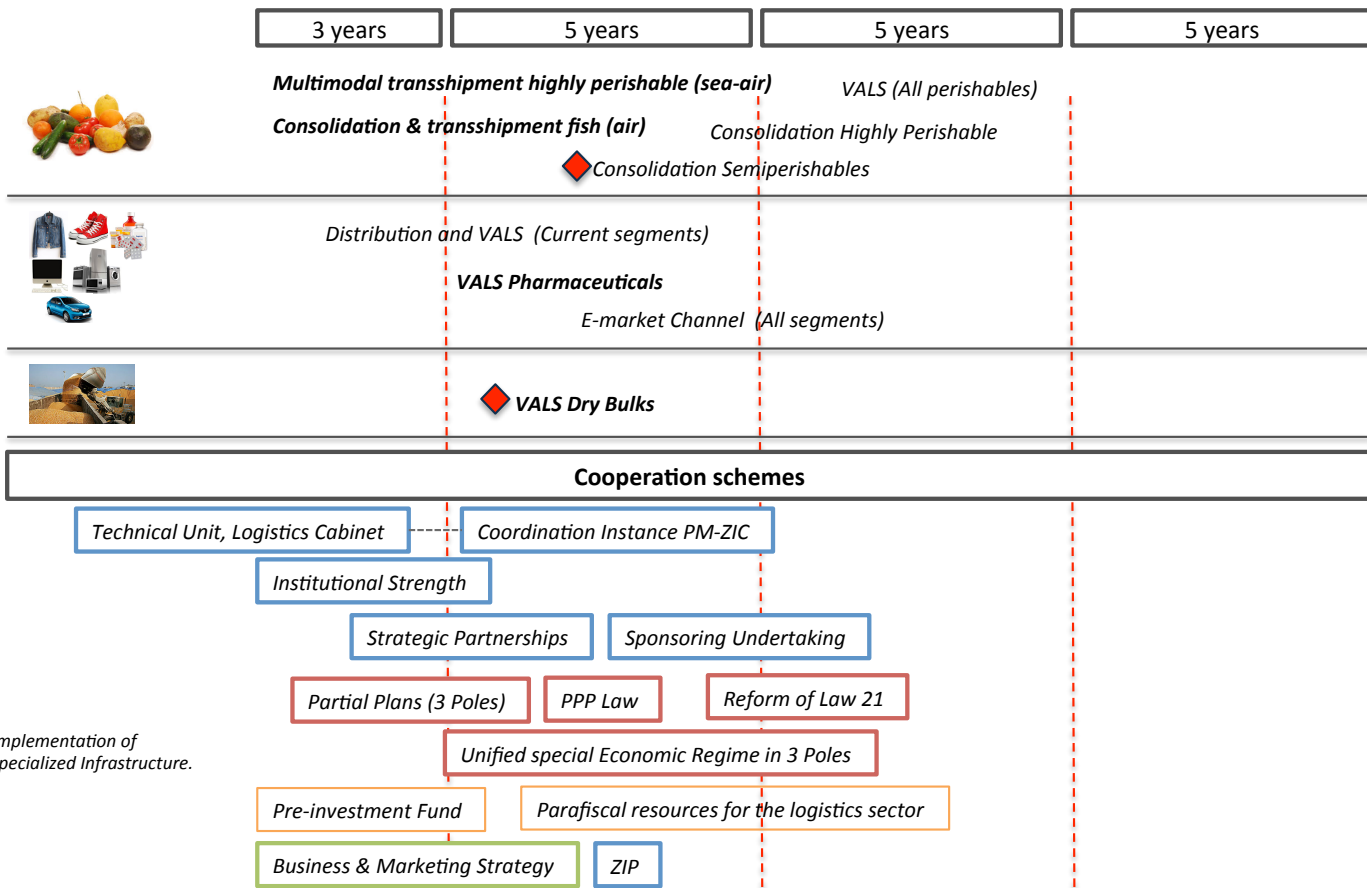 3 years
5 years
5 years
5 years
Multimodal transshipment highly perishable (sea-air)
VALS (All perishables)
Consolidation & transshipment fish (air)
Consolidation Highly Perishable
Consolidation Semiperishables
Distribution and VALS (Current segments)
VALS Pharmaceuticals
E-market Channel (All segments)
VALS Dry Bulks
Cooperation schemes
Technical Unit, Logistics Cabinet
Coordination Instance PM-ZIC
Institutional Strength
Strategic Partnerships
Sponsoring Undertaking
Partial Plans (3 Poles)
PPP Law
Reform of Law 21
mplementation of
pecialized Infrastructure.
Unified special Economic Regime in 3 Poles
Pre-investment Fund
Parafiscal resources for the logistics sector
Business & Marketing Strategy
ZIP